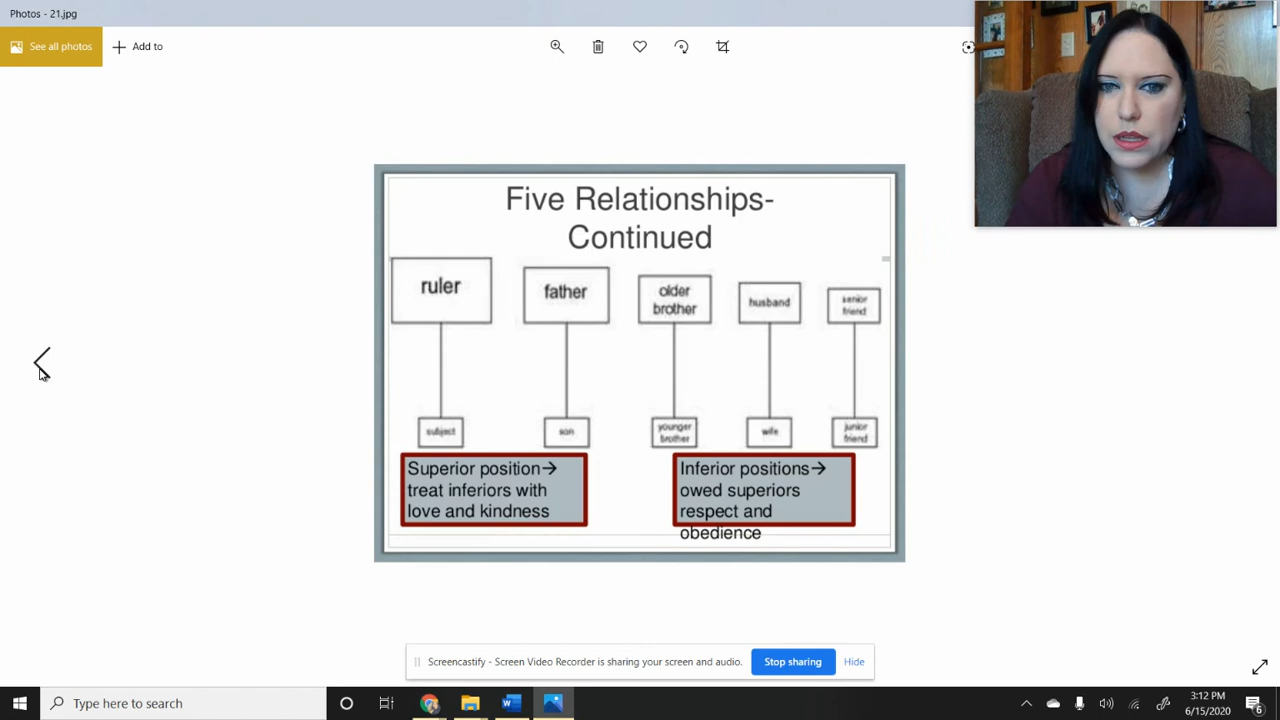 Photos - 21.jpg
See all photos
Add to
Five Relationships-
Continued
ruler
father
older
brother
husband
senior
friend
subject
son
younger
brother
wife
junior
friend
Superior position→
treat inferiors with
love and kindness
Inferior positions→
owed superiors
respect and
obedience
Screencastify - Screen Video Recorder is sharing your screen and audio.
Stop sharing
Hide
Type here to search
3:12 PM
6/15/2020
6